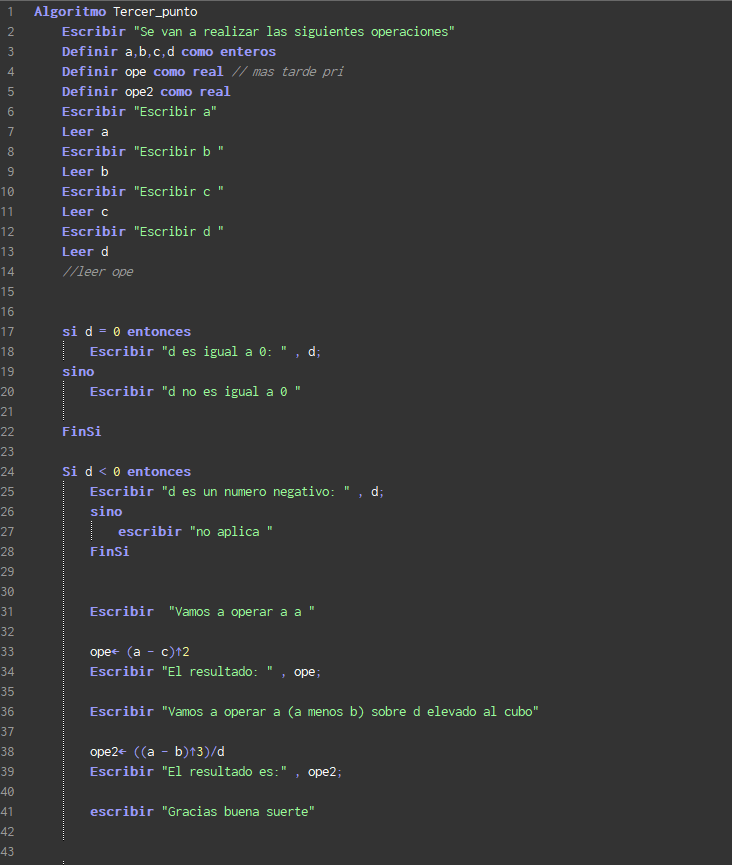 1 Algoritmo Tercer_punto
2 Escribir "Se van a realizar las siguientes operaciones"
3 Definir a,b,c,d como enteros
4 Definir ope como real // mas tarde pri
5 Definir ope2 como real
6 Escribir "Escribir a"
7 Leer a
8 Escribir "Escribir b "
9 Leer b
10 Escribir "Escribir c "
11 Leer c
12 Escribir "Escribir d "
13 Leer d
14 //leer ope
15
16
17 si d = 0 entonces
18 Escribir "d es igual a 0: " , d;
19 sino
20 Escribir "d no es igual a 0 "
21
22 FinSi
23
24 Si d < 0 entonces
25 Escribir "d es un numero negativo: " , d;
26 sino
27 escribir "no aplica "
28 FinSi
29
30
31 Escribir  "Vamos a operar a a "
32
33 ope← (a - c)↑2
34 Escribir "El resultado: " , ope;
35
36 Escribir "Vamos a operar a (a menos b) sobre d elevado al cubo"
37
38 ope2← ((a - b)↑3)/d
39 Escribir "El resultado es:" , ope2;
40
41 escribir "Gracias buena suerte"
42
43